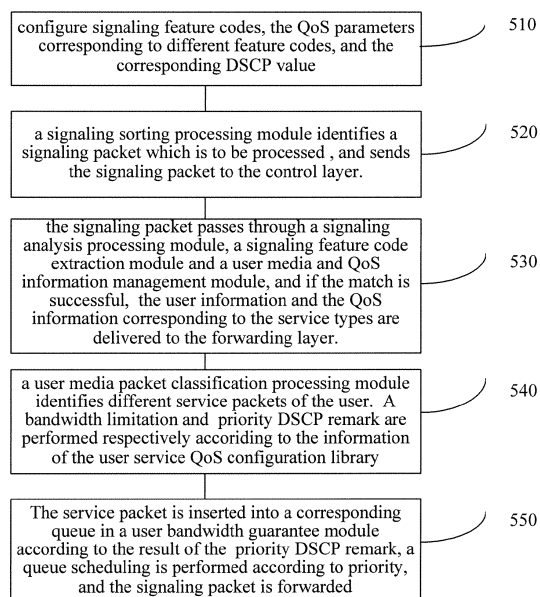 configure signaling feature codes, the QoS parameters
corresponding to different feature codes, and the
corresponding DSCP value
510
a signaling sorting processing module identifies a
signaling packet which is to be processed , and sends
the signaling packet to the control layer.
520
the signaling packet passes through a signaling
analysis processing module, a signaling feature code
extraction module and a user media and QoS
information management module, and if the match is
successful, the user information and the QoS
information corresponding to the service types are
delivered to the forwarding layer.
530
a user media packet classification processing module
identifies different service packets of the user. A
bandwidth limitation and priority DSCP remark are
performed respectively accoriding to the information
of the user service QoS configuration library
540
The service packet is inserted into a corresponding
queue in a user bandwidth guarantee module
according to the result of the priority DSCP remark, a
queue scheduling is performed according to priority,
and the signaling packet is forwarded
550